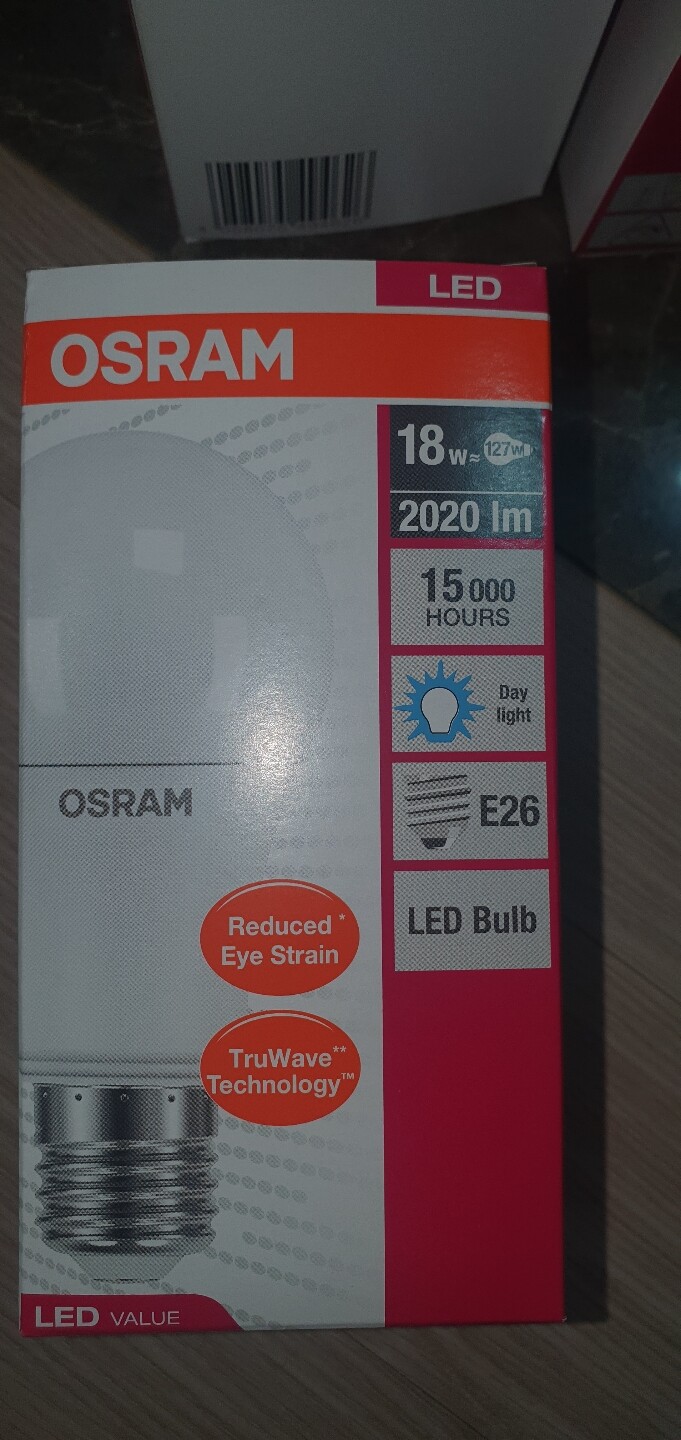 LED
OSRAM
18 W≈ 127W
2020 lm
15 000
HOURS
Day
light
E26
LED Bulb
OSRAM
Reduced *
Eye Strain
TruWave**
Technology™
LED VALUE